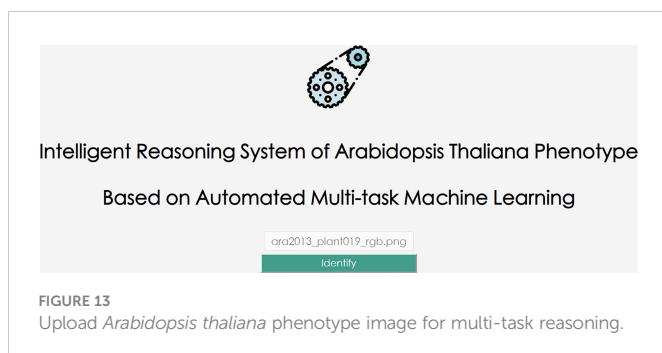 Intelligent Reasoning System of Arabidopsis Thaliana Phenotype
Based on Automated Multi-task Machine Learning
ara2013_plant019_rgb.png
Identify
FIGURE 13
Upload Arabidopsis thaliana phenotype image for multi-task reasoning.